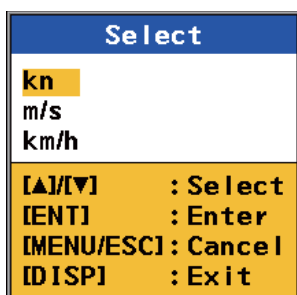 Select
kn
m/s
km/h
[▲]/[▼] : Select
[ENT] : Enter
[MENU/ESC] : Cancel
[DISP] : Exit